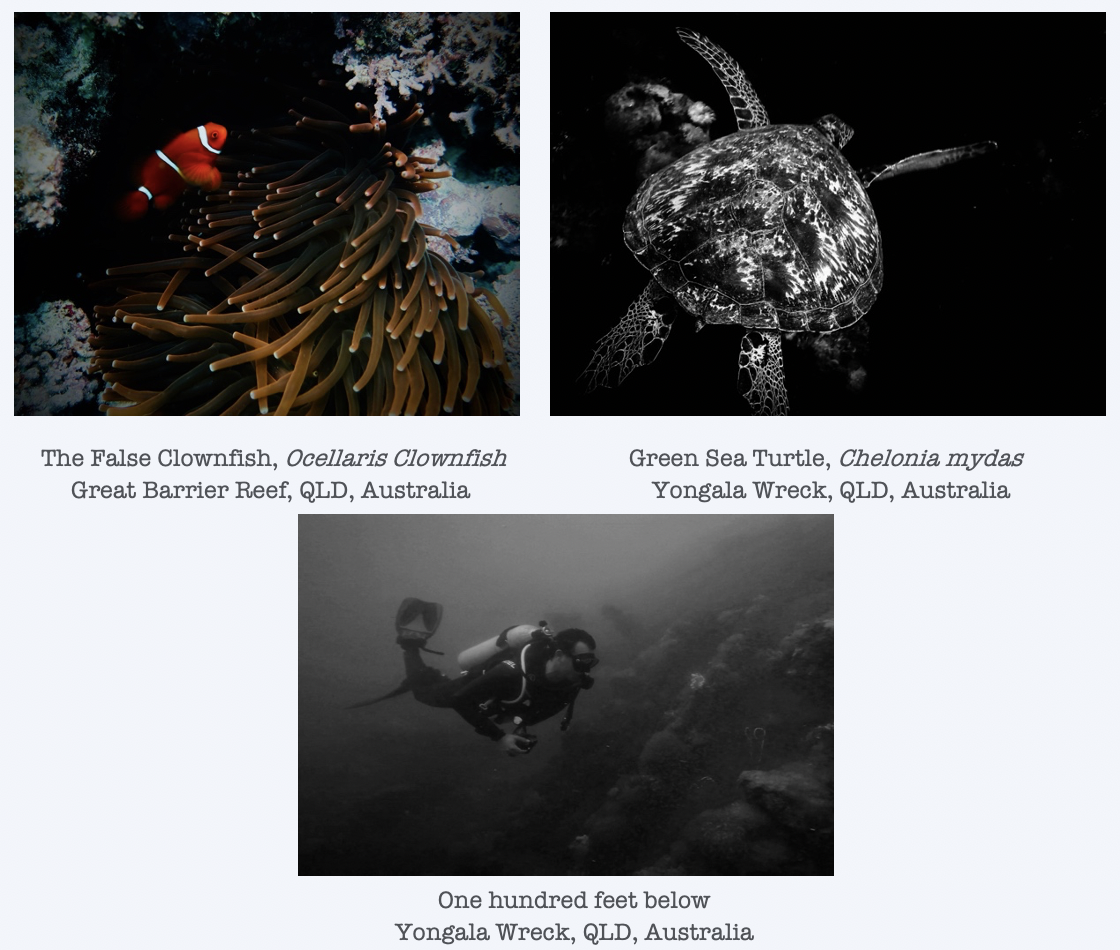 The False Clownfish, Ocellaris Clownfish
Great Barrier Reef, QLD, Australia
Green Sea Turtle, Chelonia mydas
Yongala Wreck, QLD, Australia
One hundred feet below
Yongala Wreck, QLD, Australia